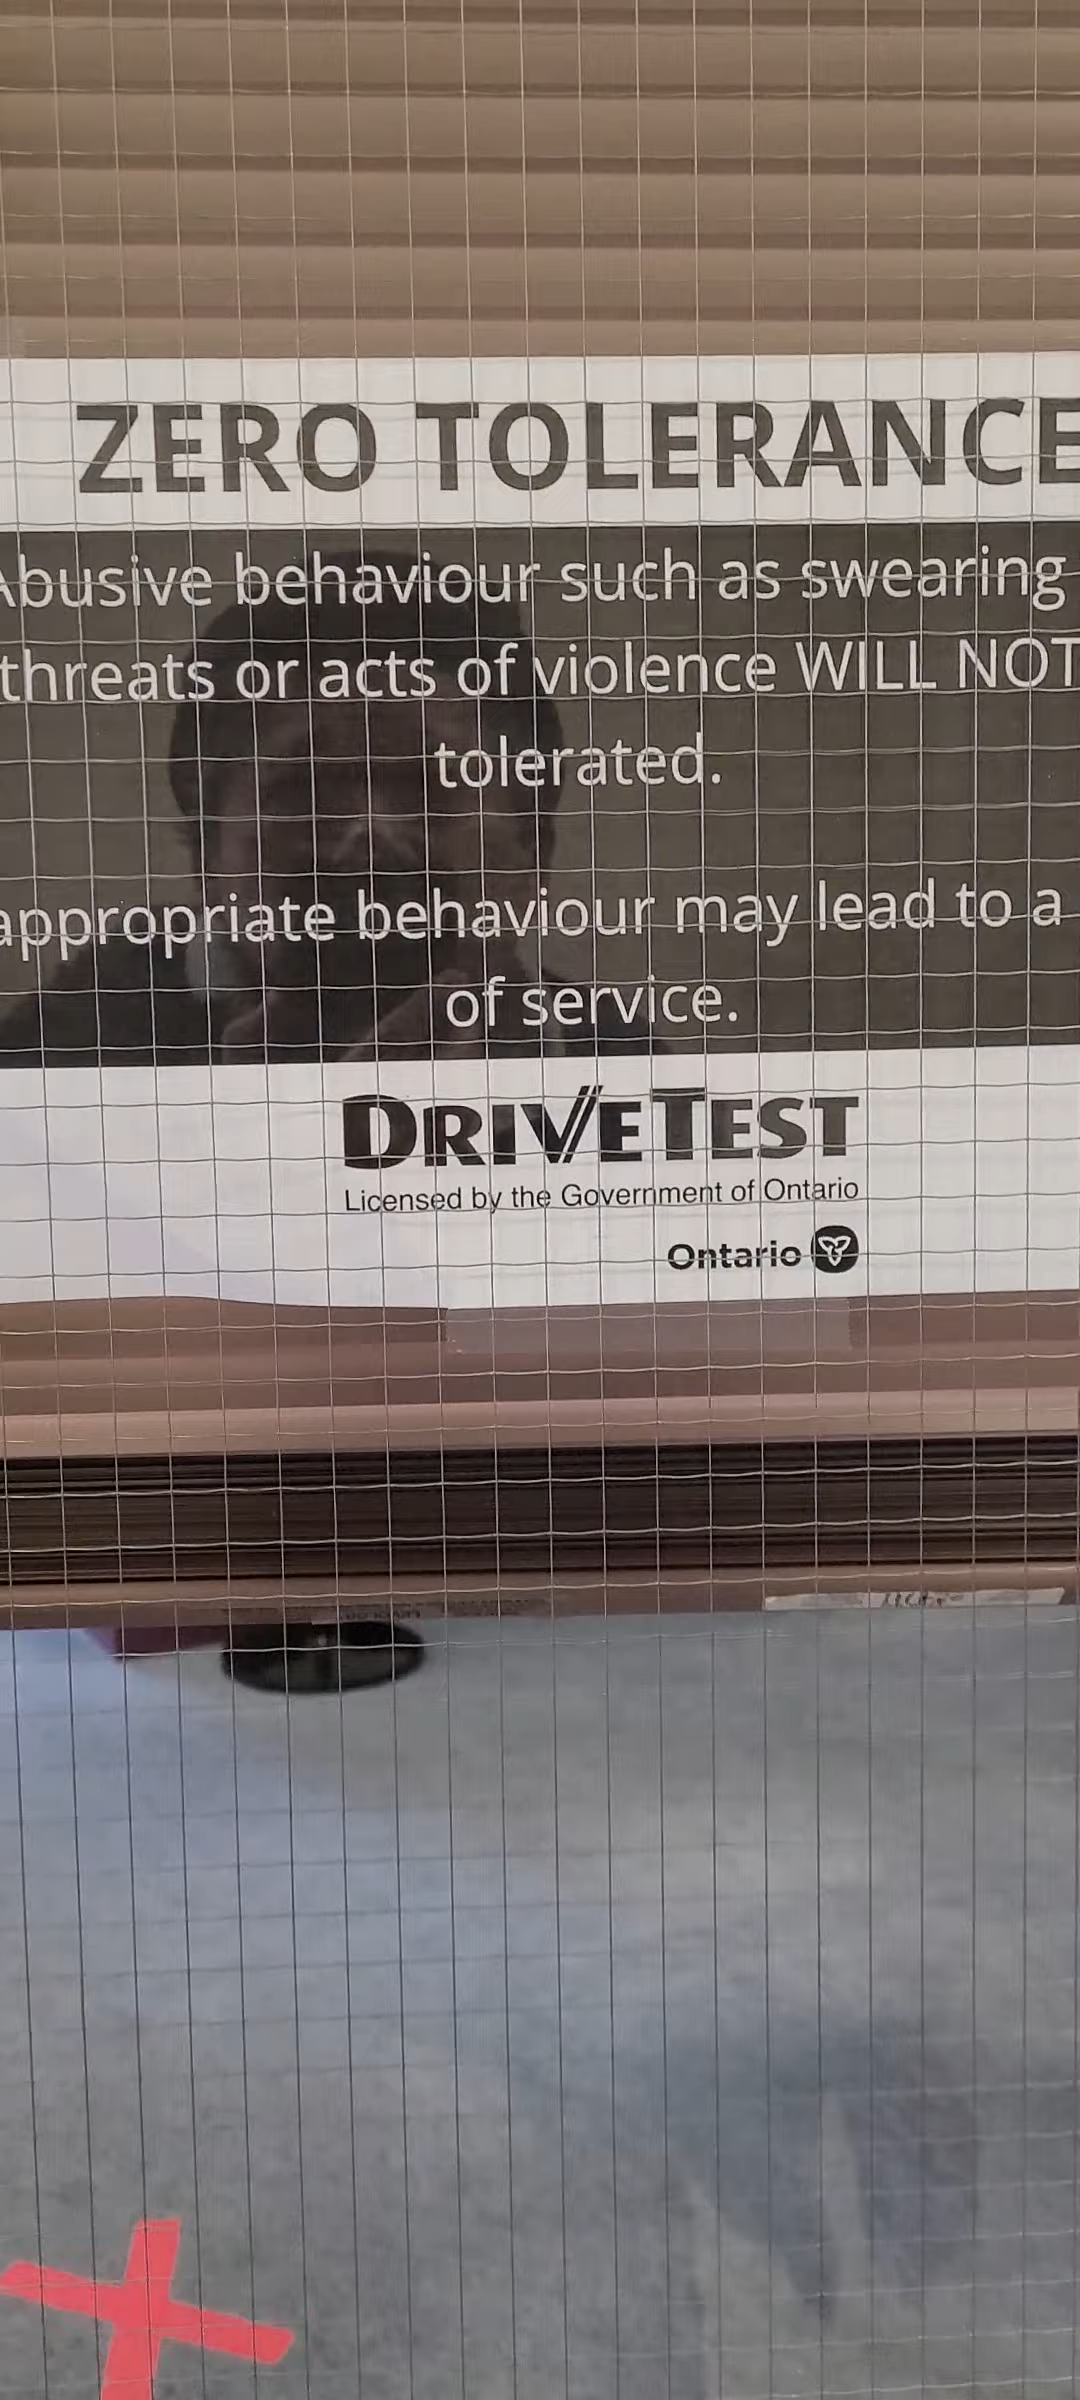 ZERO TOLERANCE
Abusive behaviour such as swearing
threats or acts of violence WILL NOT
tolerated.
appropriate behaviour may lead to a
of service.
DRIVETEST
Licensed by the Government of Ontario
Ontario